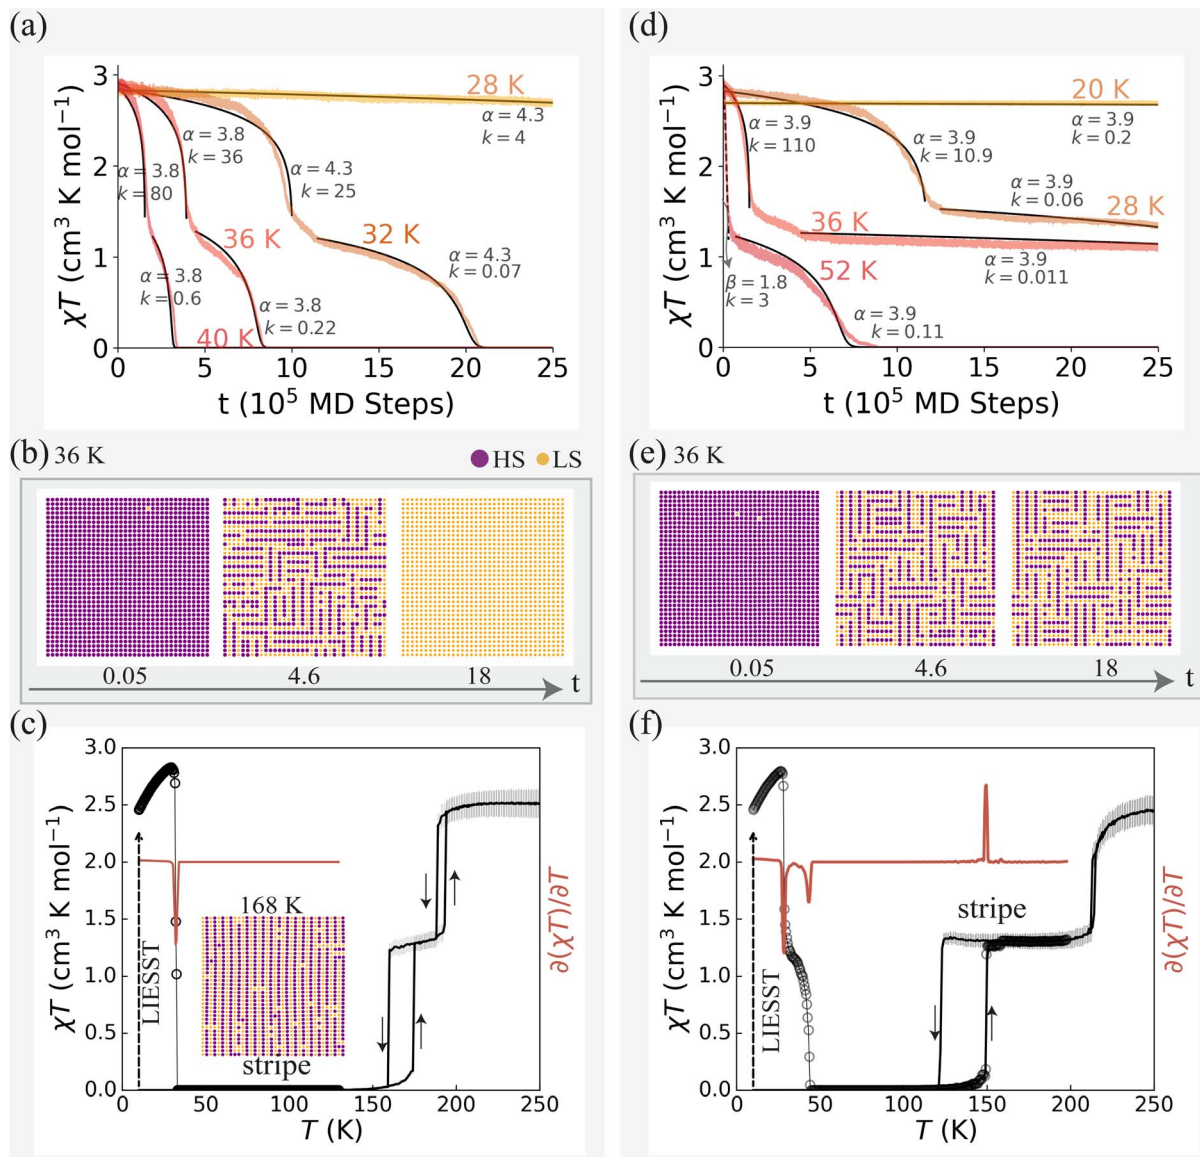 (a)
3
2
1
0
χT (cm³ K mol⁻¹)
28 K
α = 4.3
k = 4
α = 3.8
k = 36
α = 3.8
k = 80
α = 4.3
k = 25
36 K
32 K
α = 3.8
k = 0.6
α = 4.3
k = 0.07
α = 3.8
k = 0.22
40 K
0 5 10 15 20 25
t (10⁵ MD Steps)
(b) 36 K
HS LS
0.05 4.6 18 t
(c)
3.0
2.5
2.0
1.5
1.0
0.5
0.0
χT (cm³ K mol⁻¹)
∂(χT)/∂T
LIESST
168 K
stripe
0 50 100 150 200 250
T (K)
(d)
3
2
1
0
χT (cm³ K mol⁻¹)
20 K
α = 3.9
k = 0.2
α = 3.9
k = 110
α = 3.9
k = 10.9
α = 3.9
k = 0.06
28 K
36 K
52 K
α = 3.9
k = 0.011
β = 1.8
k = 3
α = 3.9
k = 0.11
0 5 10 15 20 25
t (10⁵ MD Steps)
(e) 36 K
0.05 4.6 18 t
(f)
3.0
2.5
2.0
1.5
1.0
0.5
0.0
χT (cm³ K mol⁻¹)
∂(χT)/∂T
LIESST
stripe
0 50 100 150 200 250
T (K)